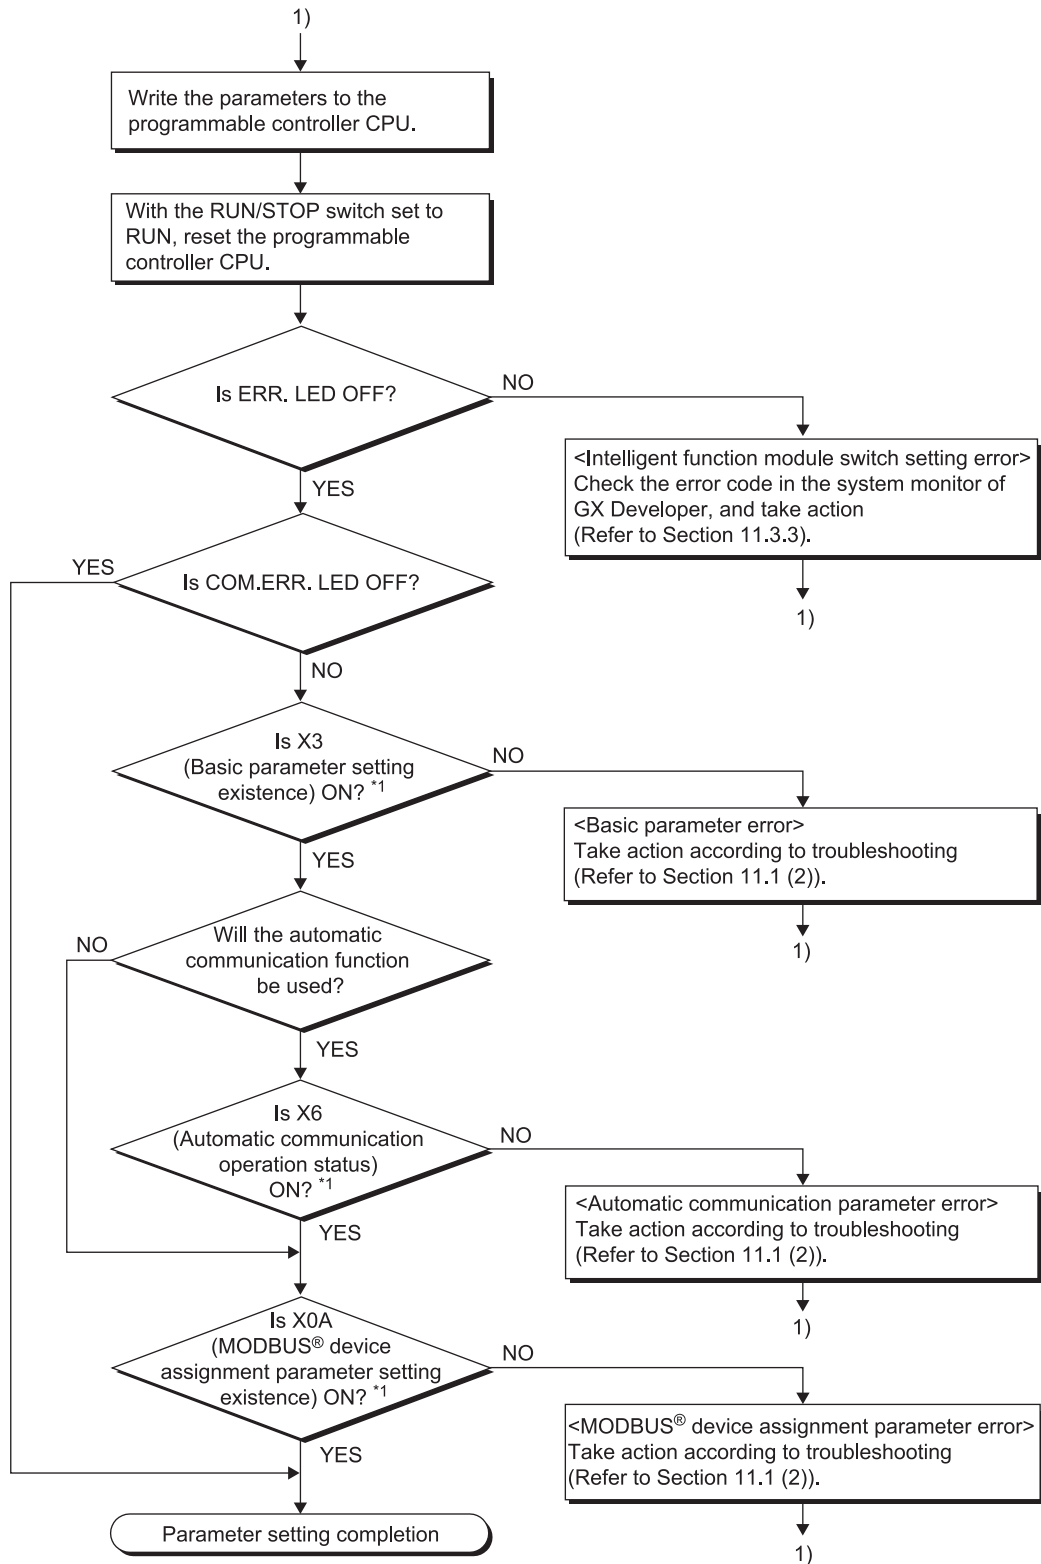 1)
Write the parameters to the
programmable controller CPU.
With the RUN/STOP switch set to
RUN, reset the programmable
controller CPU.
Is ERR. LED OFF?
NO
<Intelligent function module switch setting error>
Check the error code in the system monitor of
GX Developer, and take action
(Refer to Section 11.3.3).
1)
YES
Is COM.ERR. LED OFF?
YES
NO
Is X3
(Basic parameter setting
existence) ON? *1
NO
<Basic parameter error>
Take action according to troubleshooting
(Refer to Section 11.1 (2)).
1)
YES
Will the automatic
communication function
be used?
NO
YES
Is X6
(Automatic communication
operation status)
ON? *1
NO
<Automatic communication parameter error>
Take action according to troubleshooting
(Refer to Section 11.1 (2)).
1)
YES
Is X0A
(MODBUS® device
assignment parameter setting
existence) ON? *1
NO
<MODBUS® device assignment parameter error>
Take action according to troubleshooting
(Refer to Section 11.1 (2)).
1)
YES
Parameter setting completion